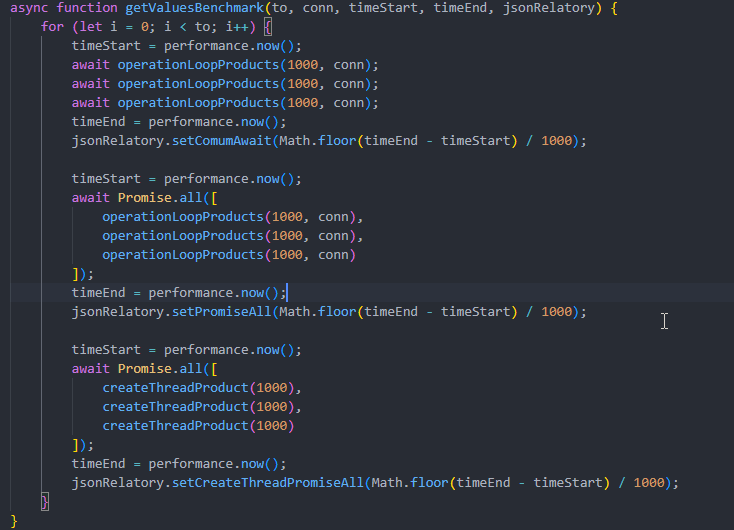 async function getValuesBenchmark(to, conn, timeStart, timeEnd, jsonRelatory) {
    for (let i = 0; i < to; i++) {
        timeStart = performance.now();
        await operationLoopProducts(1000, conn);
        await operationLoopProducts(1000, conn);
        await operationLoopProducts(1000, conn);
        timeEnd = performance.now();
        jsonRelatory.setComumAwait(Math.floor(timeEnd - timeStart) / 1000);

        timeStart = performance.now();
        await Promise.all([
            operationLoopProducts(1000, conn),
            operationLoopProducts(1000, conn),
            operationLoopProducts(1000, conn)
        ]);
        timeEnd = performance.now();
        jsonRelatory.setPromiseAll(Math.floor(timeEnd - timeStart) / 1000);

        timeStart = performance.now();
        await Promise.all([
            createThreadProduct(1000),
            createThreadProduct(1000),
            createThreadProduct(1000)
        ]);
        timeEnd = performance.now();
        jsonRelatory.setCreateThreadPromiseAll(Math.floor(timeEnd - timeStart) / 1000);
    }
}